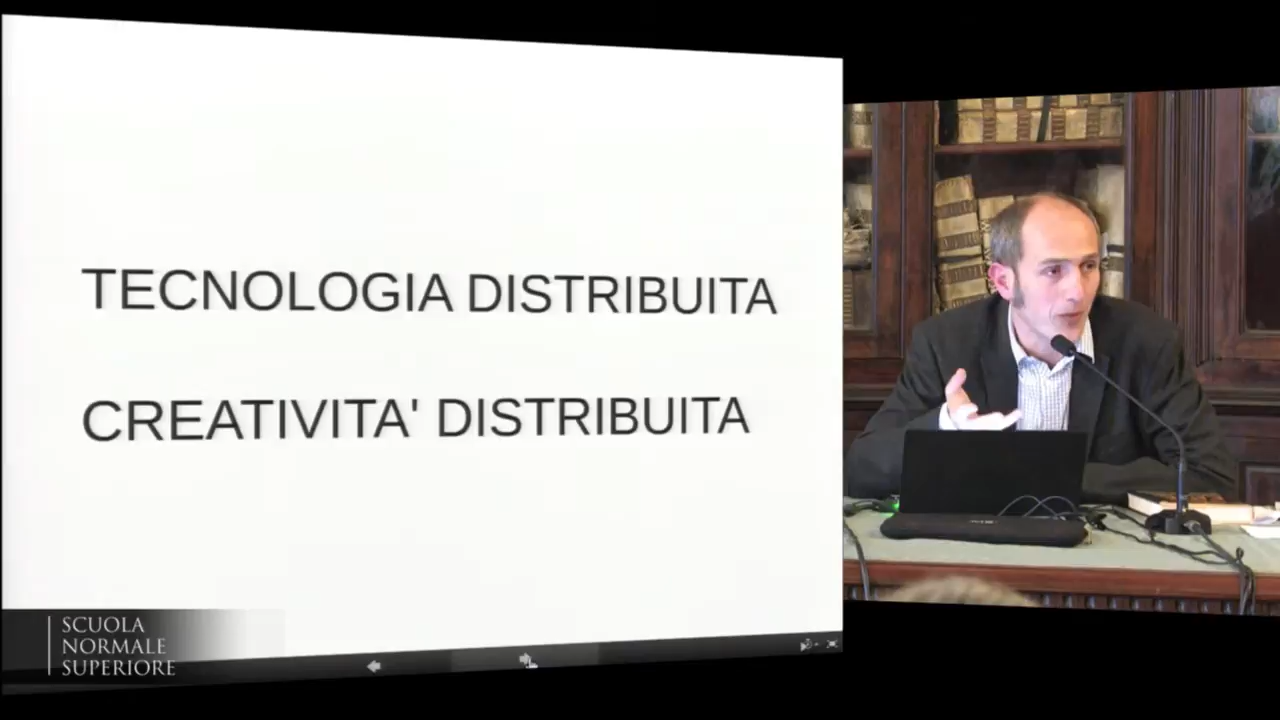 TECNOLOGIA DISTRIBUITA
CREATIVITA' DISTRIBUITA
SCUOLA
NORMALE
SUPERIORE